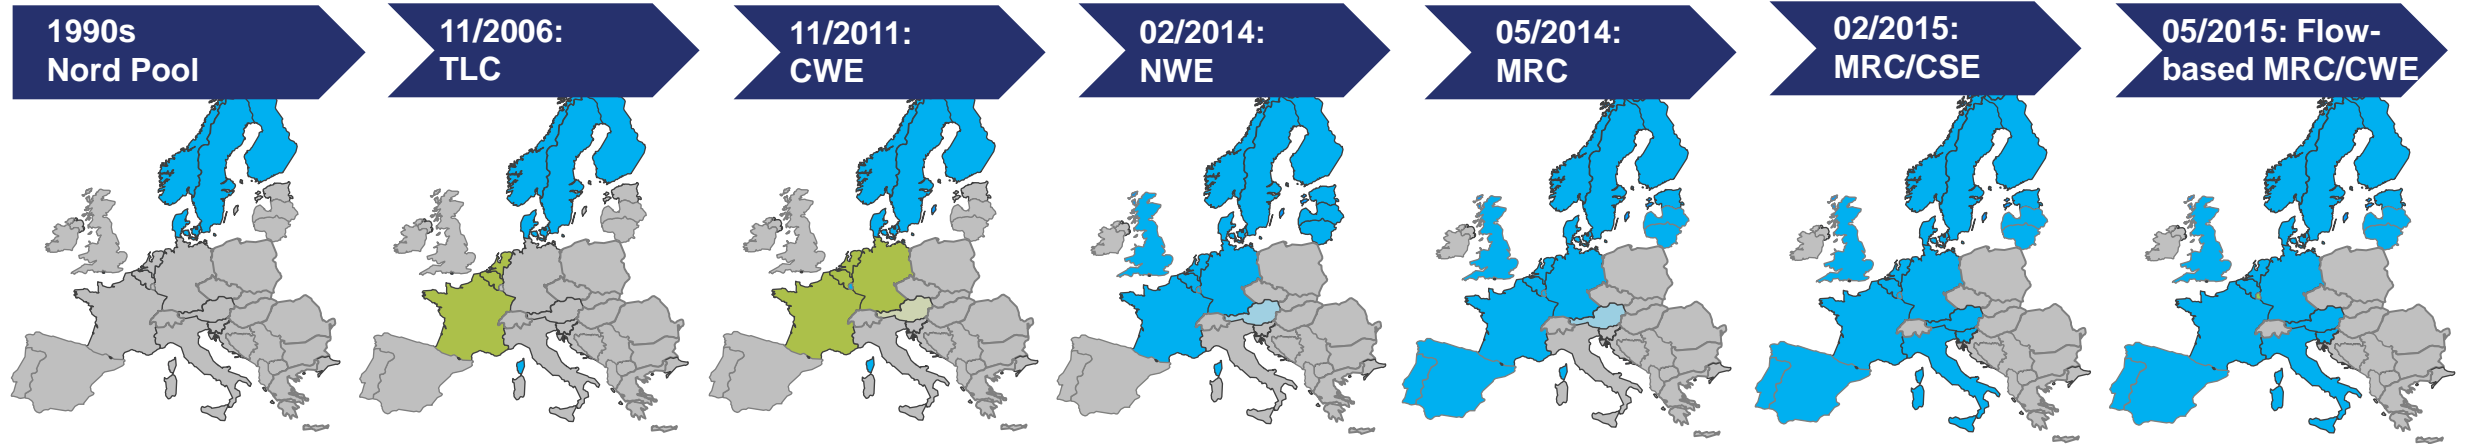 1990s
Nord Pool
11/2006:
TLC
11/2011:
CWE
02/2014:
NWE
05/2014:
MRC
02/2015:
MRC/CSE
05/2015: Flow-
based MRC/CWE